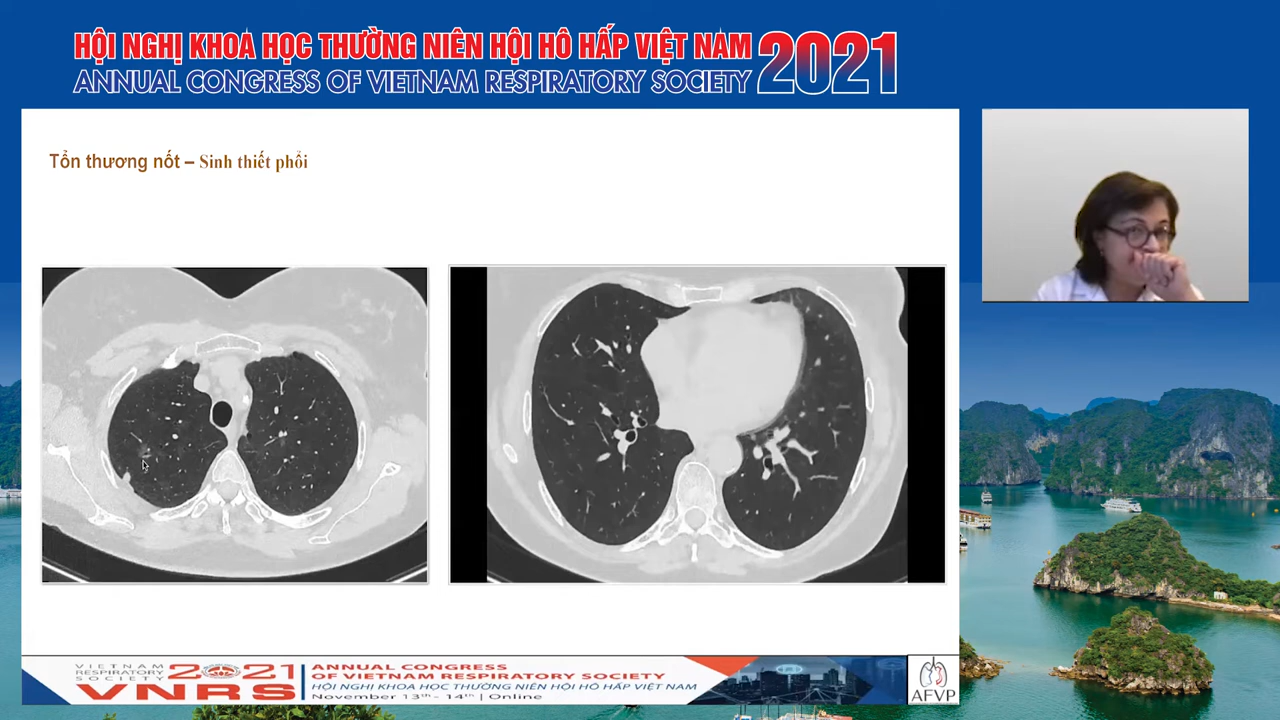 HỘI NGHỊ KHOA HỌC THƯỜNG NIÊN HỘI HÔ HẤP VIỆT NAM 2021
ANNUAL CONGRESS OF VIETNAM RESPIRATORY SOCIETY
Tổn thương nốt – Sinh thiết phổi
VIETNAM
RESPIRATORY
SOCIETY
2021
VNRS
ANNUAL CONGRESS
OF VIETNAM RESPIRATORY SOCIETY
HỘI NGHỊ KHOA HỌC THƯỜNG NIÊN HỘI HÔ HẤP VIỆT NAM
November 13th - 14th | Online
AFVP